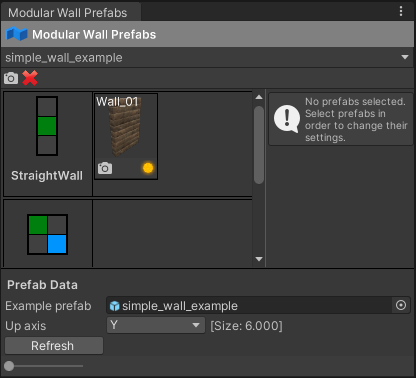 Modular Wall Prefabs
Modular Wall Prefabs
simple_wall_example
Wall_01
StraightWall
No prefabs selected.
Select prefabs in
order to change their
settings.
Prefab Data
Example prefab
simple_wall_example
Up axis
Y
[Size: 6.000]
Refresh